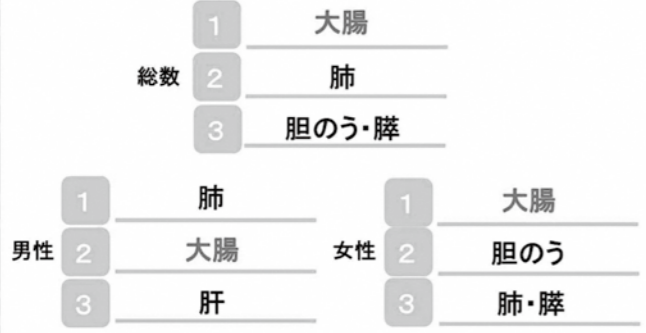 1 大腸
総数 2 肺
3 胆のう・膵
1 肺
男性 2 大腸
3 肝
1 大腸
女性 2 胆のう
3 肺・膵